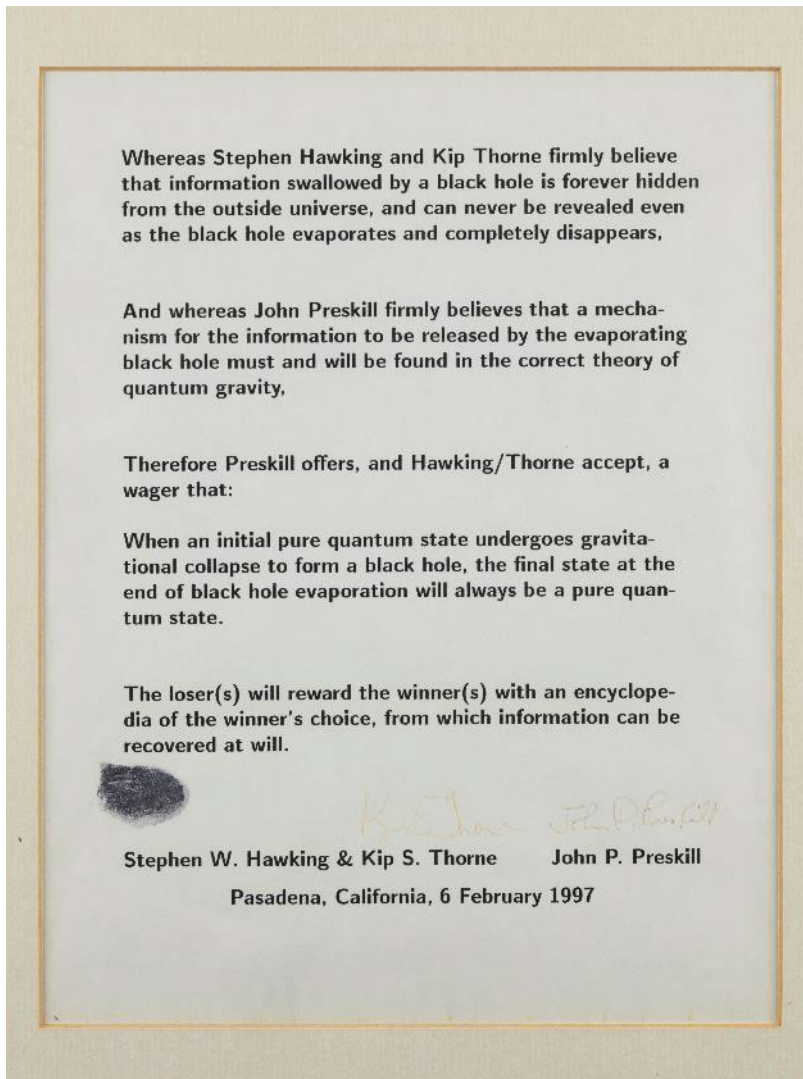 Whereas Stephen Hawking and Kip Thorne firmly believe
that information swallowed by a black hole is forever hidden
from the outside universe, and can never be revealed even
as the black hole evaporates and completely disappears,
And whereas John Preskill firmly believes that a mecha-
nism for the information to be released by the evaporating
black hole must and will be found in the correct theory of
quantum gravity,
Therefore Preskill offers, and Hawking/Thorne accept, a
wager that:
When an initial pure quantum state undergoes gravita-
tional collapse to form a black hole, the final state at the
end of black hole evaporation will always be a pure quan-
tum state.
The loser(s) will reward the winner(s) with an encyclope-
dia of the winner's choice, from which information can be
recovered at will.
Kip S. Thorne John P. Preskill
Stephen W. Hawking & Kip S. Thorne John P. Preskill
Pasadena, California, 6 February 1997